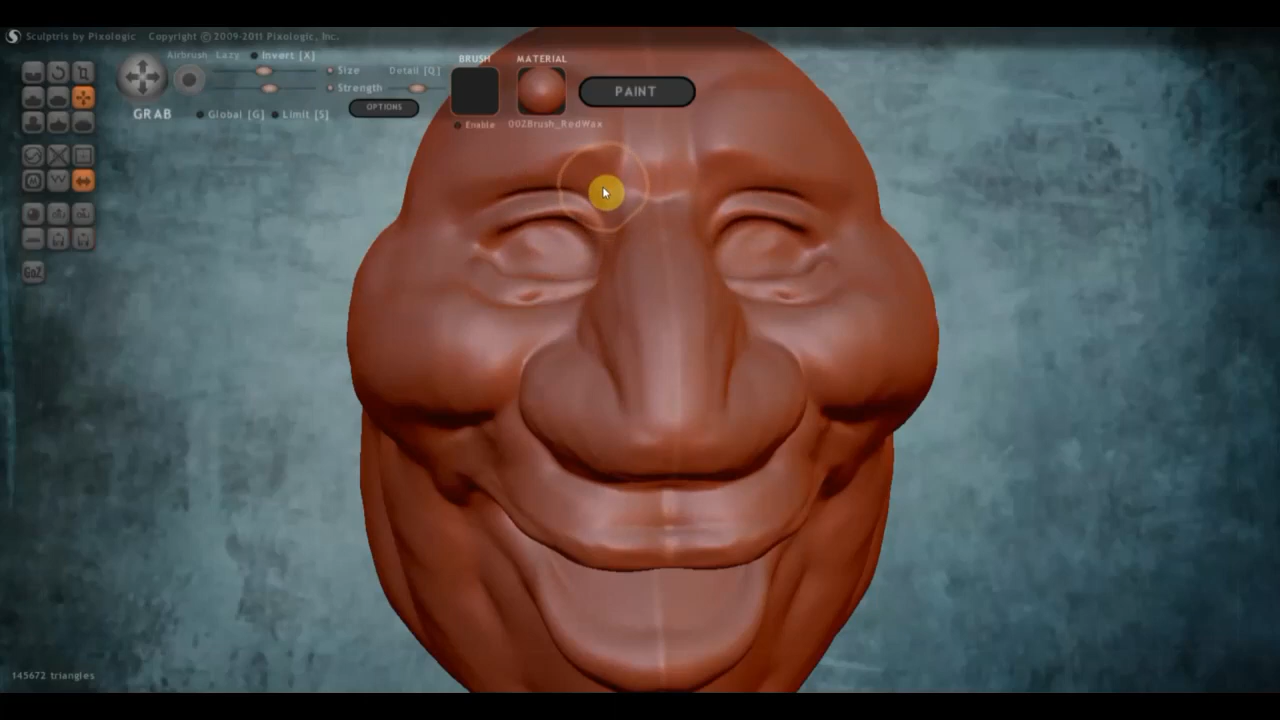 Sculptris by Pixologic Copyright © 2009-2011 Pixologic, Inc.
Airbrush Lazy Invert [X]
BRUSH
MATERIAL
Size Detail [Q]
Strength
PAINT
OPTIONS
GRAB Global [G] Limit [S]
Enable
00ZBrush_RedWax
GoZ
145672 triangles